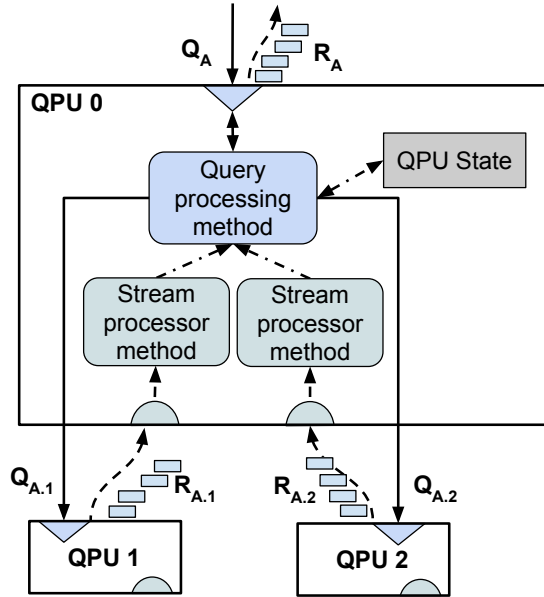 Q_A
R_A
QPU 0
QPU State
Query
processing
method
Stream
processor
method
Stream
processor
method
Q_A.1
R_A.1
R_A.2
Q_A.2
QPU 1
QPU 2